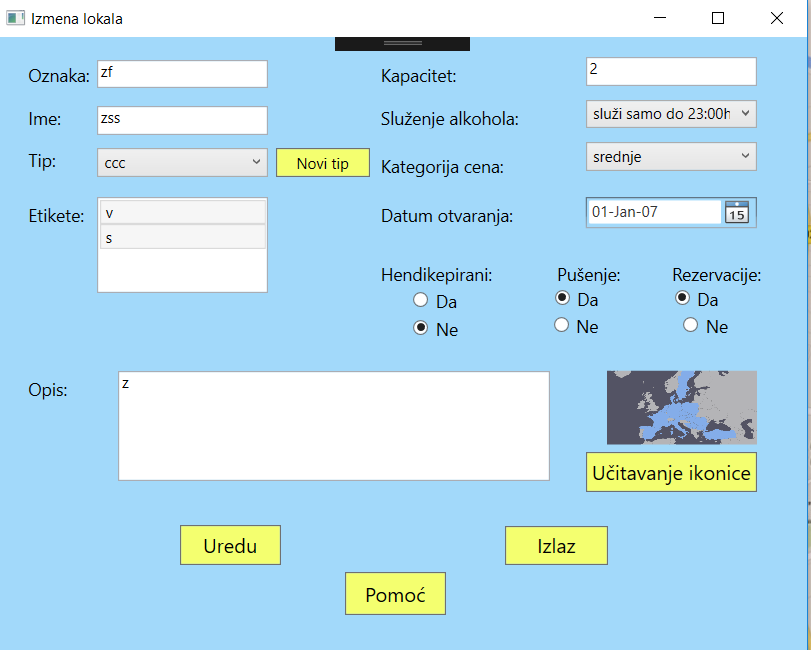 Izmena lokala
Oznaka: zf
Kapacitet: 2
Ime: zss
Služenje alkohola: služi samo do 23:00h
Tip: ccc Novi tip
Kategorija cena: srednje
Etikete: v
s
Datum otvaranja: 01-Jan-07 15
Hendikepirani: Pušenje: Rezervacije:
Da Da Da
Ne Ne Ne
Opis: z
Učitavanje ikonice
Uredu Izlaz
Pomoć